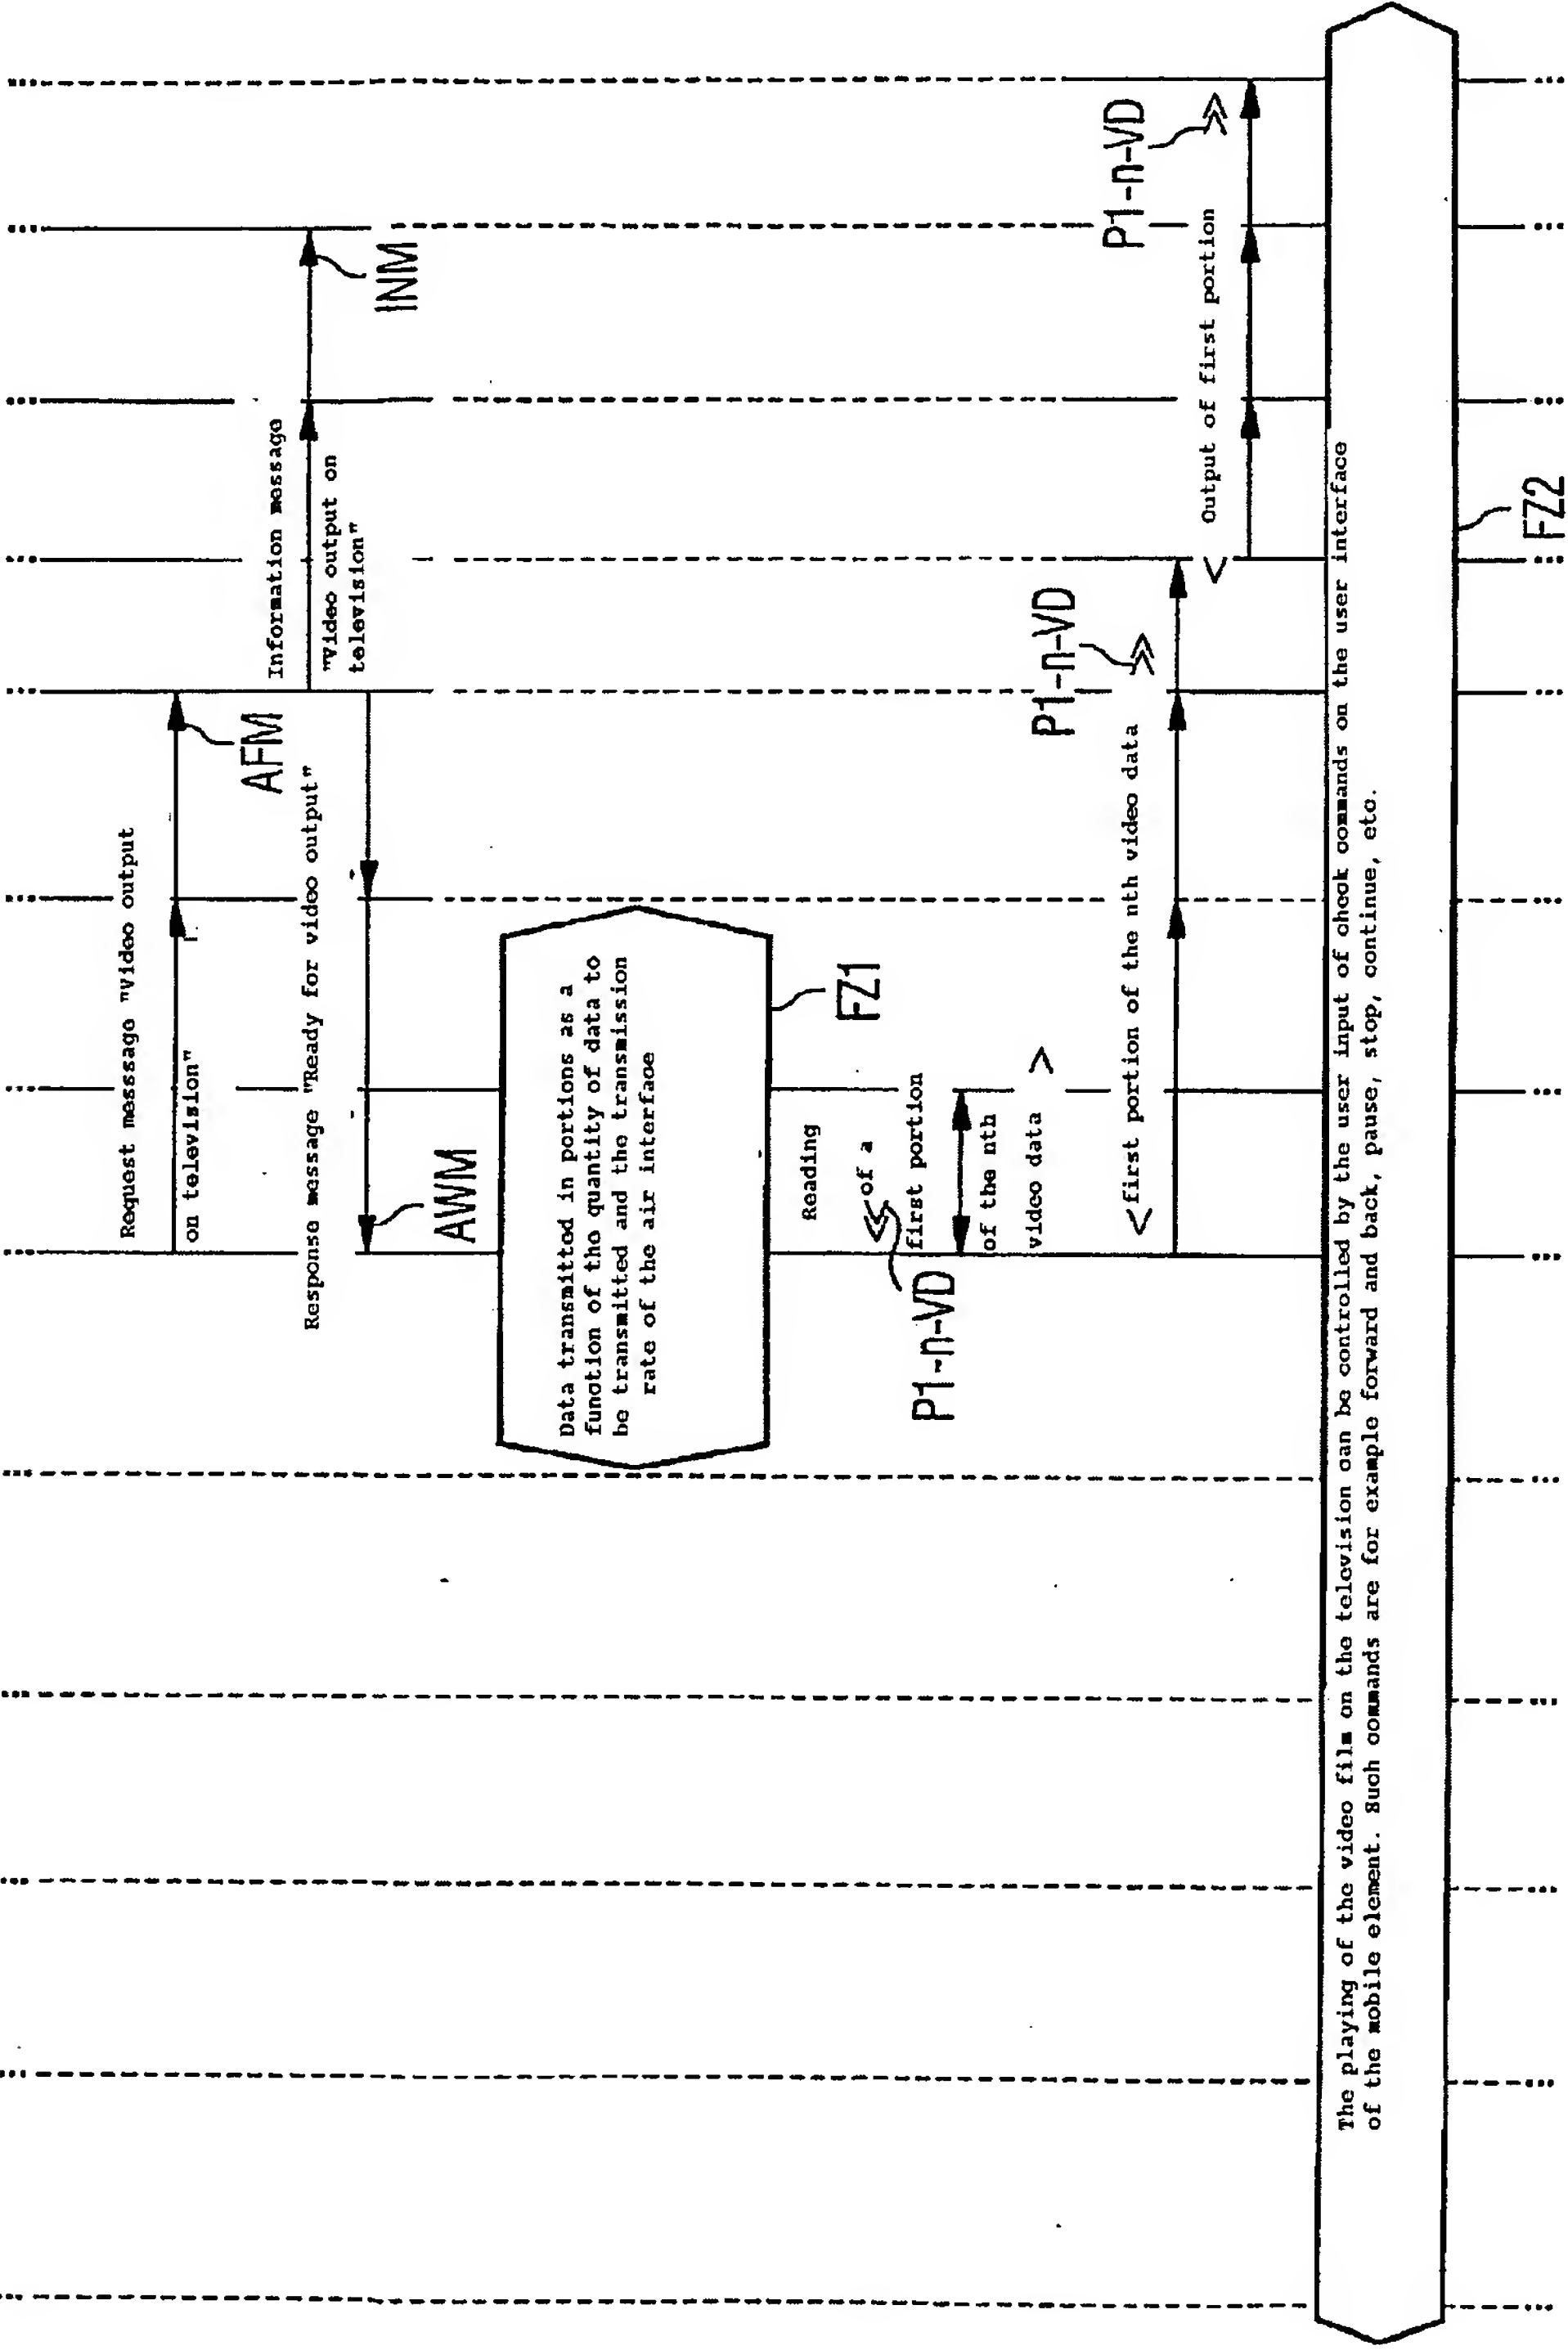 Request messsage "Video output
on television"
AFM
Information message
"Video output on
television"
INM
Response message "Ready for video output"
AWM
Data transmitted in portions as a
function of the quantity of data to
be transmitted and the transmission
rate of the air interface
FZ1
Reading
<< of a
first portion
of the nth
video data >
P1-n-VD
< first portion of the nth video data >>
P1-n-VD
< Output of first portion >>
P1-n-VD
The playing of the video film on the television can be controlled by the user input of check commands on the user interface
of the mobile element. Such commands are for example forward and back, pause, stop, continue, etc.
FZ2